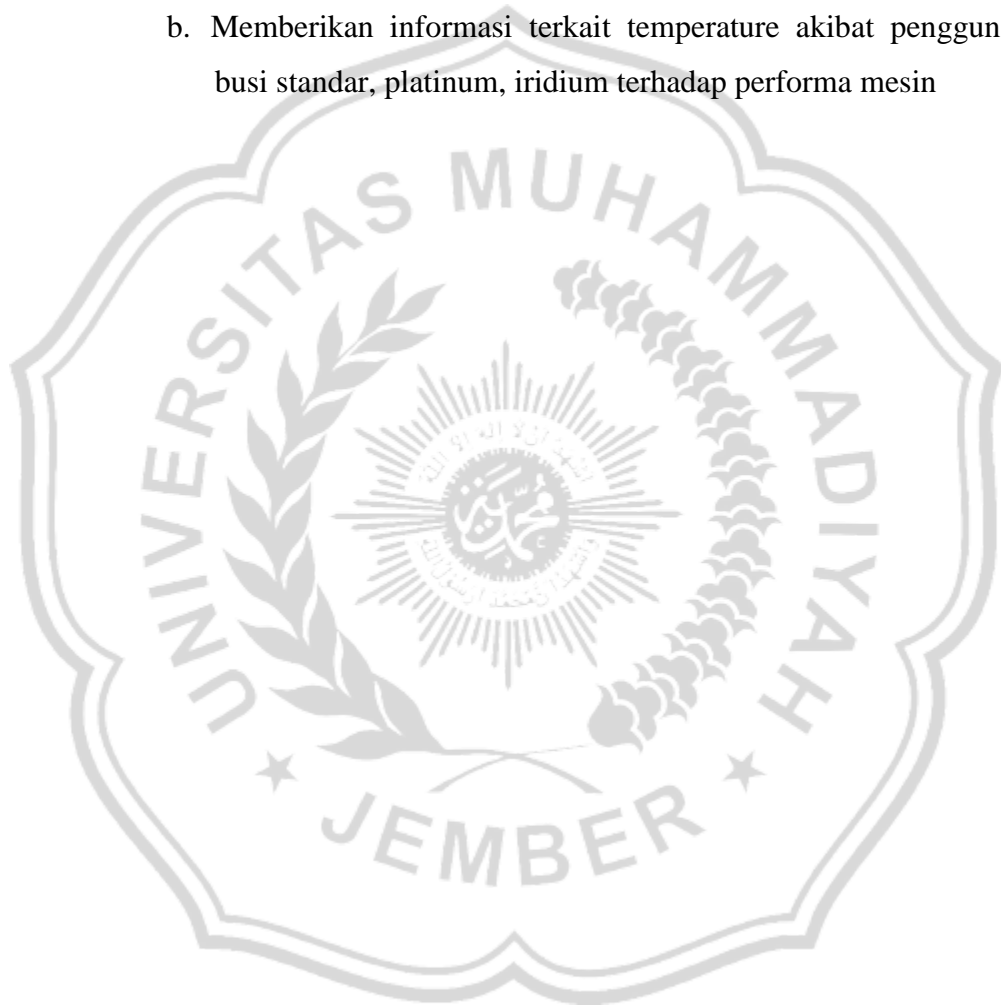 b. Memberikan informasi terkait temperature akibat penggun
busi standar, platinum, iridium terhadap performa mesin
UNIVERSITAS MUHAMMADIYAH
JEMBER